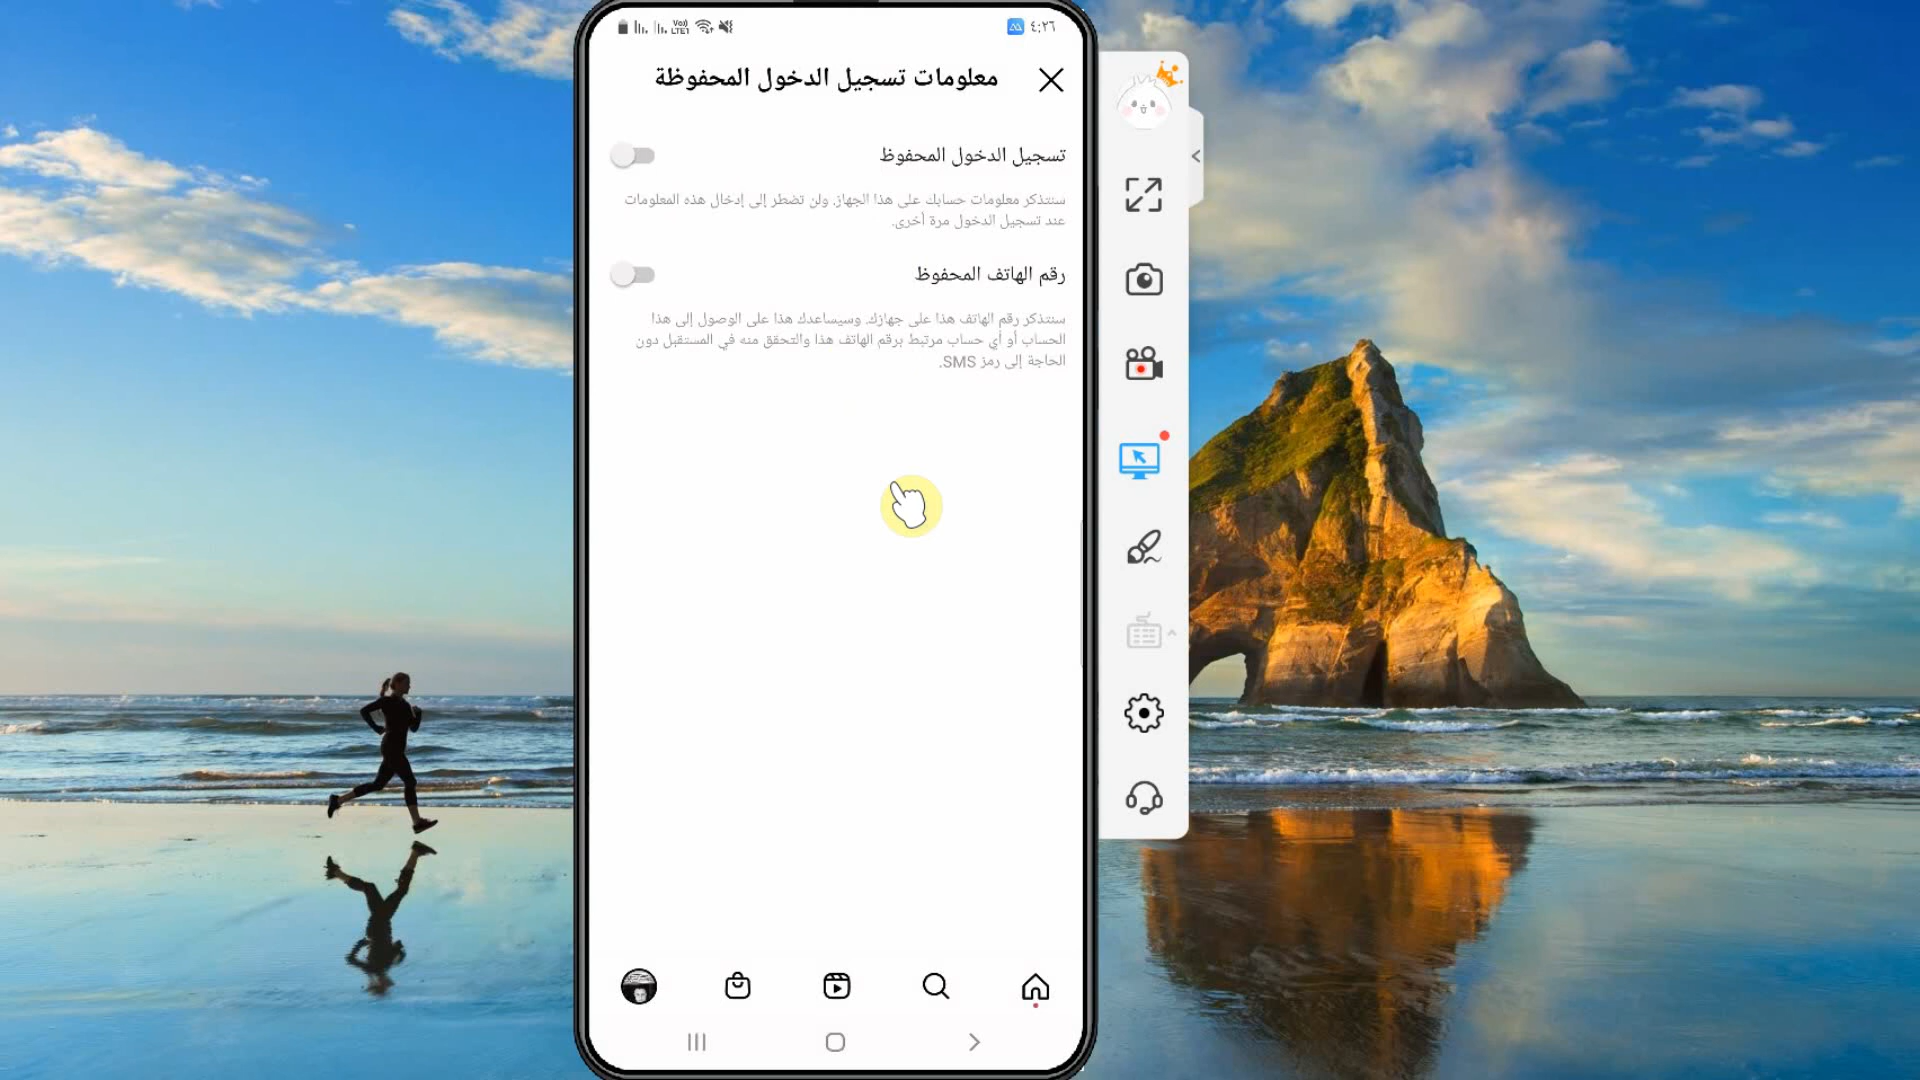 ٤:٢٦
معلومات تسجيل الدخول المحفوظة
تسجيل الدخول المحفوظ
سنتذكر معلومات حسابك على هذا الجهاز. ولن تضطر إلى إدخال هذه المعلومات
عند تسجيل الدخول مرة أخرى.
رقم الهاتف المحفوظ
سنتذكر رقم الهاتف هذا على جهازك. وسيساعدك هذا على الوصول إلى هذا
الحساب أو أي حساب مرتبط برقم الهاتف هذا والتحقق منه في المستقبل دون
الحاجة إلى رمز SMS.